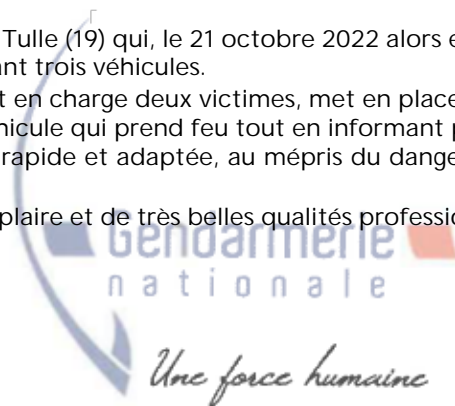 Tulle (19) qui, le 21 octobre 2022 alors e
ant trois véhicules.
t en charge deux victimes, met en place
hicule qui prend feu tout en informant p
rapide et adaptée, au mépris du dange
plaire et de très belles qualités professio
Gendarmerie
nationale
Une force humaine